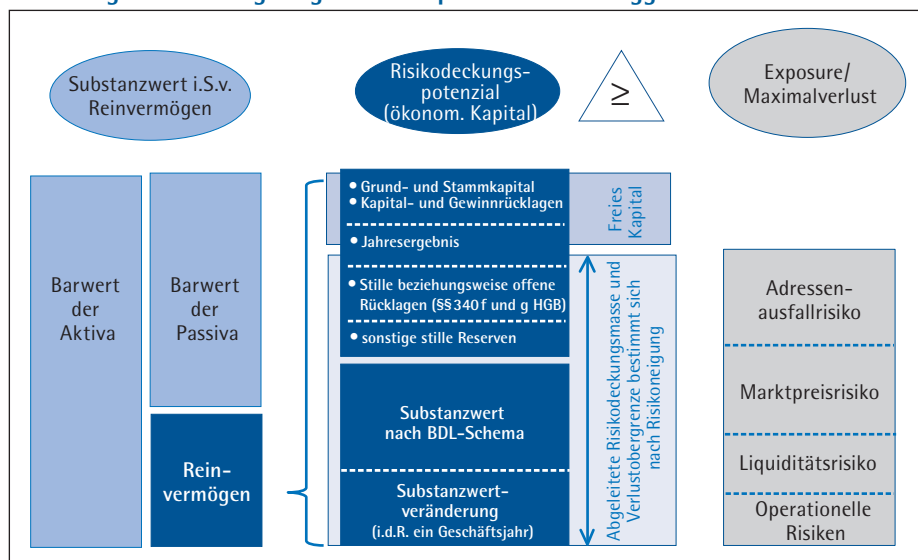 Substanzwert i.S.v.
Reinvermögen
Risikodeckungs-
potenzial
(ökonom. Kapital)
≥
Exposure/
Maximalverlust
Barwert
der
Aktiva
Barwert
der
Passiva
Rein-
vermögen
• Grund- und Stammkapital
• Kapital- und Gewinnrücklagen
• Jahresergebnis
• Stille beziehungsweise offene
Rücklagen (§§ 340f und g HGB)
• sonstige stille Reserven
Substanzwert
nach BDL-Schema
Substanzwert-
veränderung
(i.d.R. ein Geschäftsjahr)
Freies
Kapital
Abgeleitete Risikodeckungsmasse und
Verlustobergrenze bestimmt sich
nach Risikoneigung
Adressen-
ausfallrisiko
Marktpreisrisiko
Liquiditätsrisiko
Operationelle
Risiken